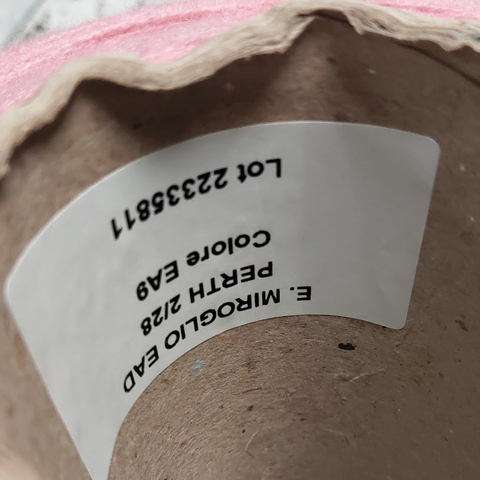 E. MIROGLIO EAD
PERTH 2/28
Colore EA9
Lot 22335811